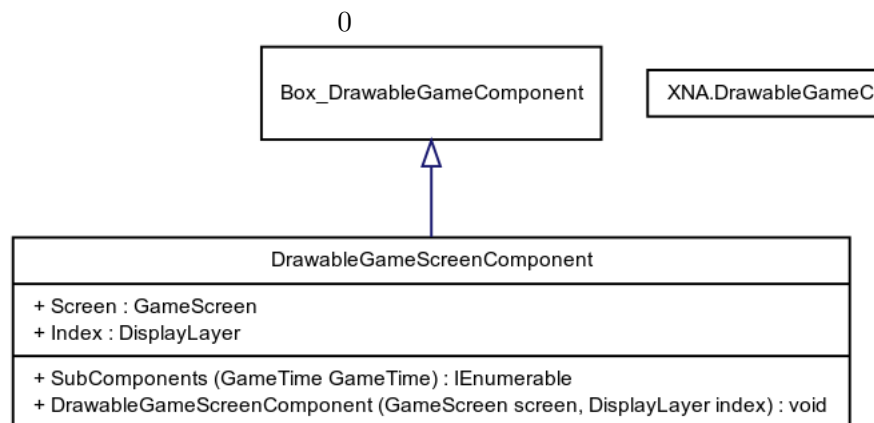 0
Box_DrawableGameComponent
XNA.DrawableGameC
DrawableGameScreenComponent
+ Screen : GameScreen
+ Index : DisplayLayer
+ SubComponents (GameTime GameTime) : IEnumerable
+ DrawableGameScreenComponent (GameScreen screen, DisplayLayer index) : void